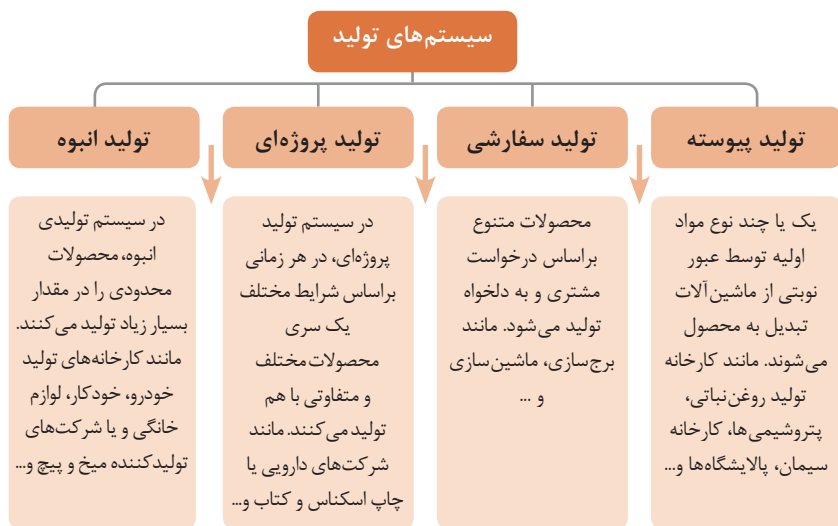 سیستم‌های تولید
تولید پیوسته
یک یا چند نوع مواد
اولیه توسط عبور
نوبتی از ماشین‌آلات
تبدیل به محصول
می‌شوند. مانند کارخانه
تولید روغن‌نباتی،
پتروشیمی‌ها، کارخانه
سیمان، پالایشگاه‌ها و...
تولید سفارشی
محصولات متنوع
براساس درخواست
مشتری و به دلخواه
تولید می‌شود. مانند
برج‌سازی، ماشین‌سازی
و ...
تولید پروژه‌ای
در سیستم تولید
پروژه‌ای، در هر زمانی
براساس شرایط مختلف
یک سری
محصولات مختلف
و متفاوتی با هم
تولید می‌کنند. مانند
شرکت‌های دارویی یا
چاپ اسکناس و کتاب و...
تولید انبوه
در سیستم تولیدی
انبوه، محصولات
محدودی را در مقدار
بسیار زیاد تولید می‌کنند.
مانند کارخانه‌های تولید
خودرو، خودکار، لوازم
خانگی و یا شرکت‌های
تولیدکننده میخ و پیچ و...